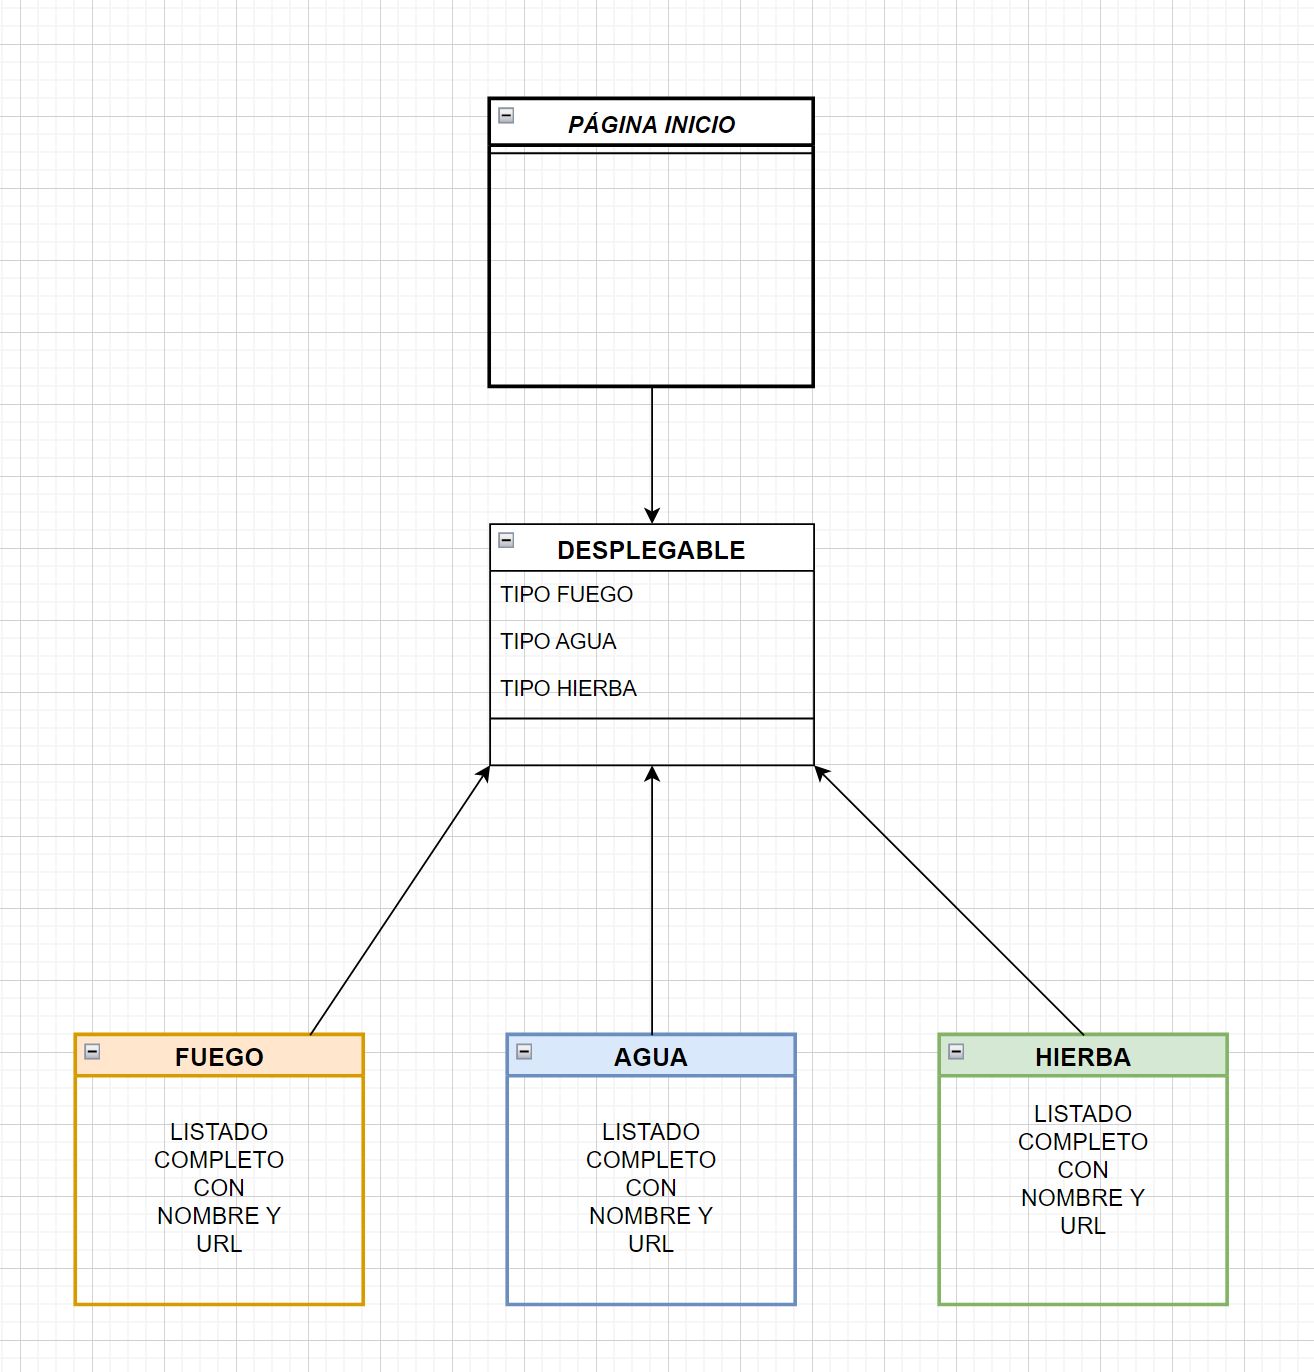 PÁGINA INICIO
DESPLEGABLE
TIPO FUEGO
TIPO AGUA
TIPO HIERBA
FUEGO
LISTADO
COMPLETO
CON
NOMBRE Y
URL
AGUA
LISTADO
COMPLETO
CON
NOMBRE Y
URL
HIERBA
LISTADO
COMPLETO
CON
NOMBRE Y
URL